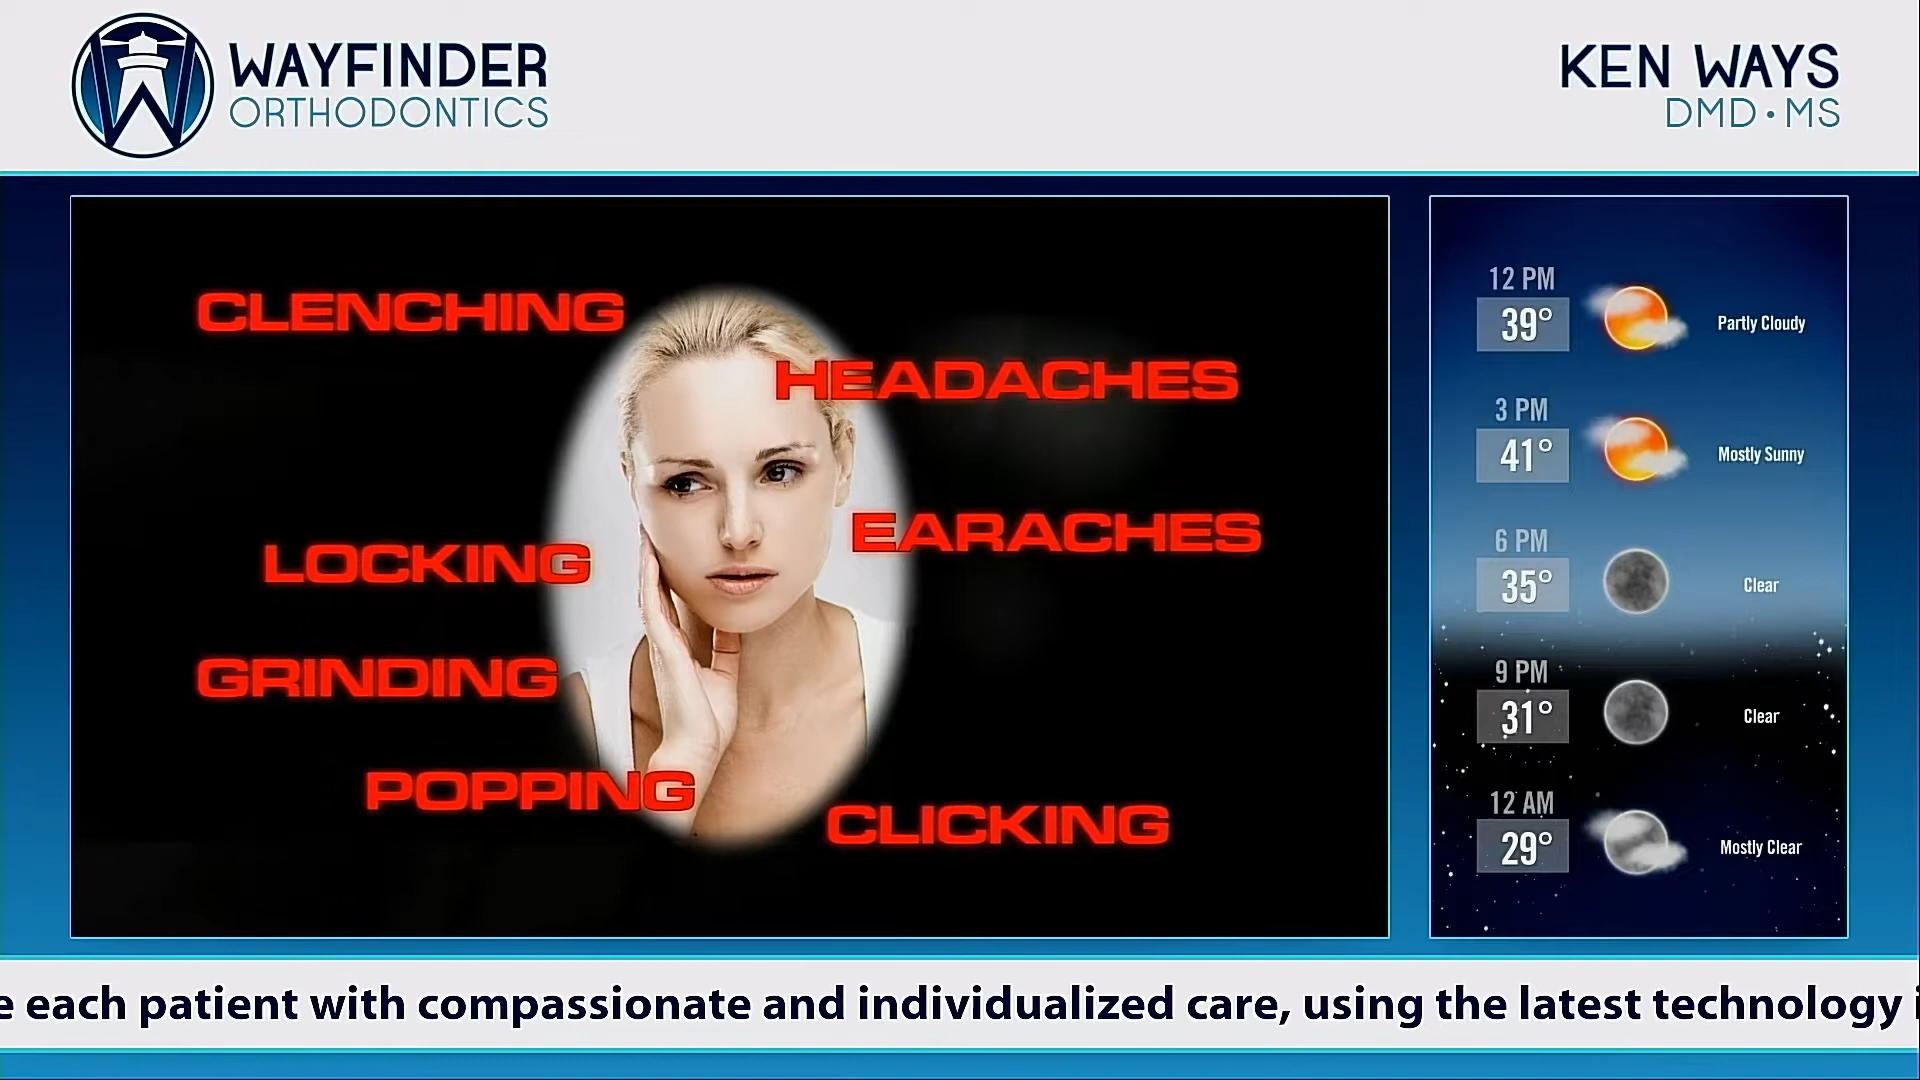 WAYFINDER
ORTHODONTICS
KEN WAYS
DMD • MS
CLENCHING
HEADACHES
EARACHES
LOCKING
GRINDING
POPPING
CLICKING
12 PM
39°
Partly Cloudy
3 PM
41°
Mostly Sunny
6 PM
35°
Clear
9 PM
31°
Clear
12 AM
29°
Mostly Clear
e each patient with compassionate and individualized care, using the latest technology